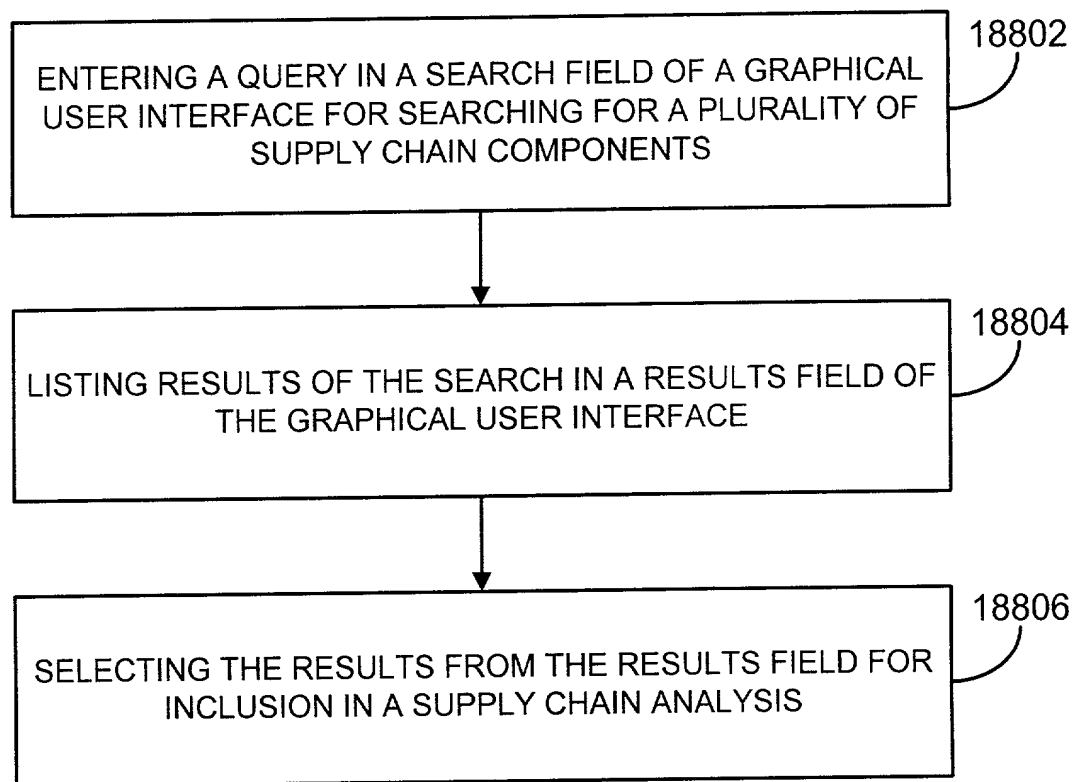 18802
ENTERING A QUERY IN A SEARCH FIELD OF A GRAPHICAL
USER INTERFACE FOR SEARCHING FOR A PLURALITY OF
SUPPLY CHAIN COMPONENTS
18804
LISTING RESULTS OF THE SEARCH IN A RESULTS FIELD OF
THE GRAPHICAL USER INTERFACE
18806
SELECTING THE RESULTS FROM THE RESULTS FIELD FOR
INCLUSION IN A SUPPLY CHAIN ANALYSIS